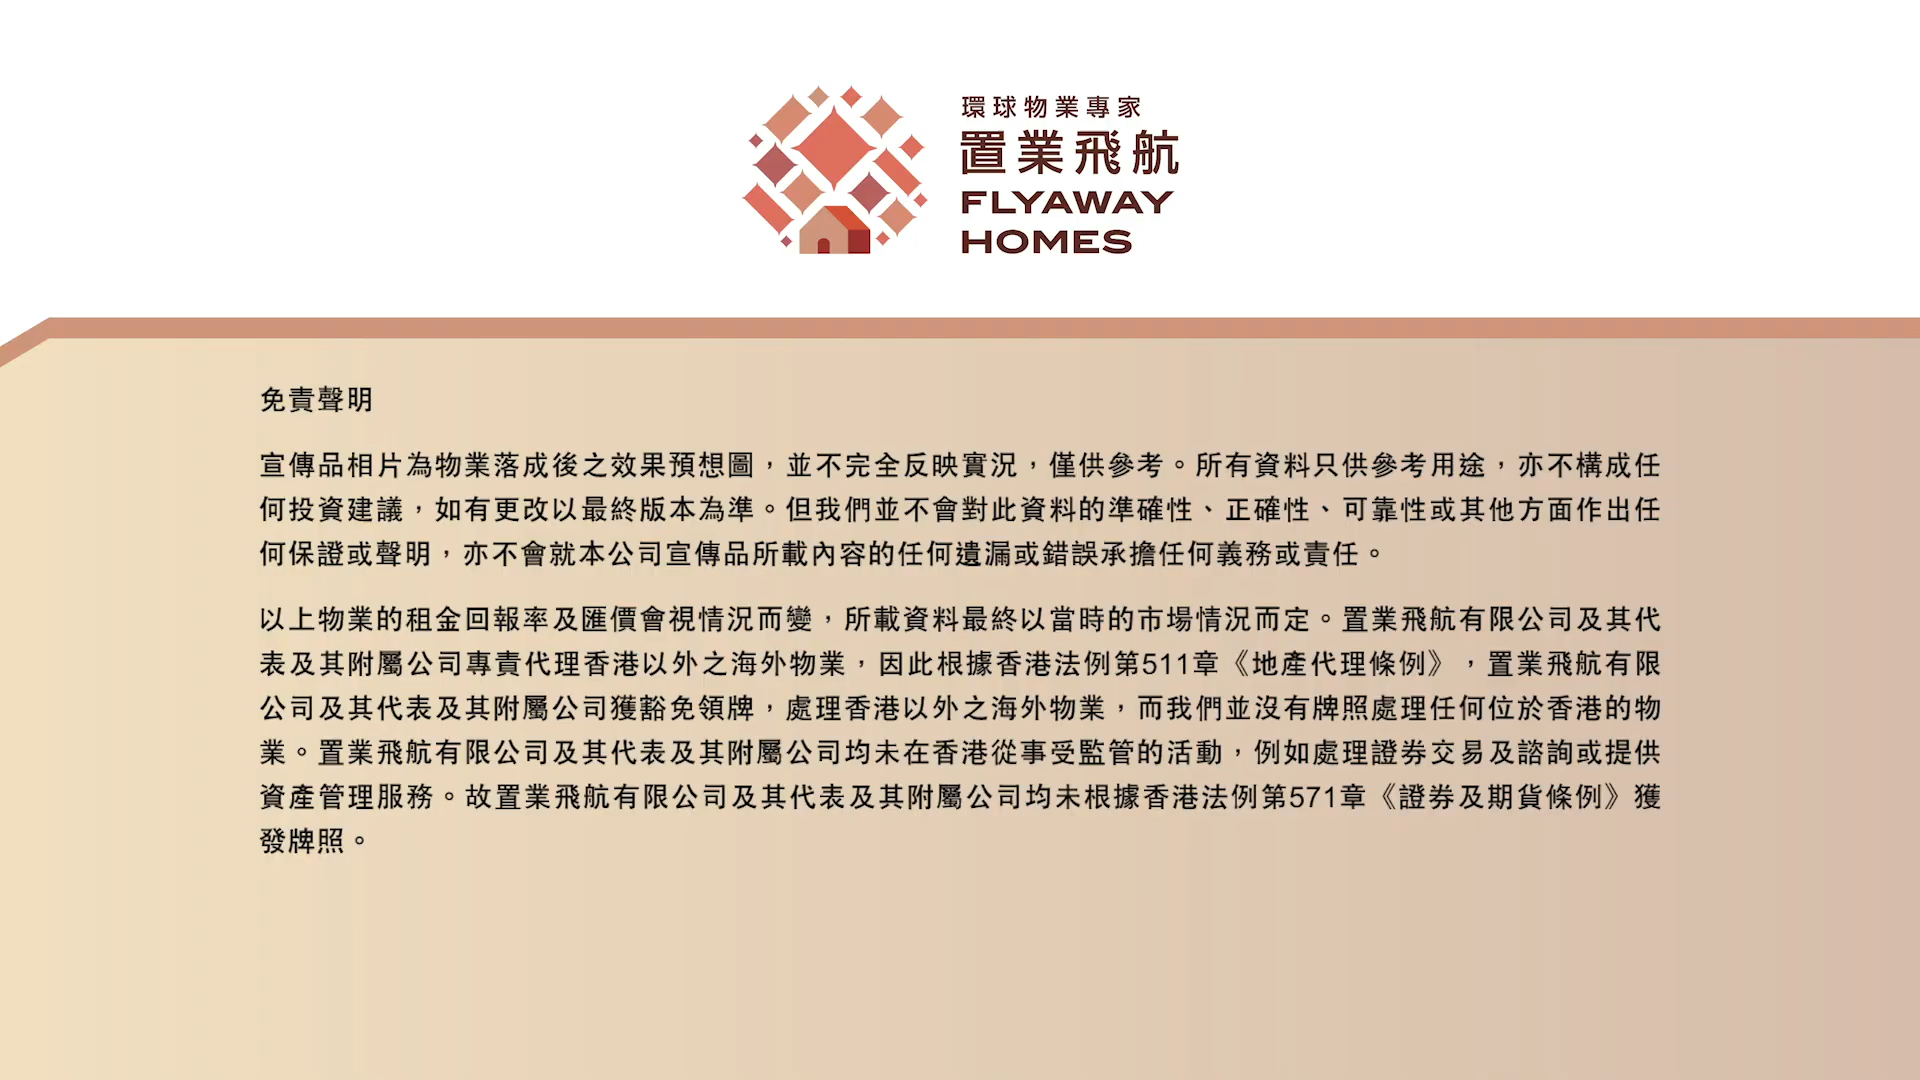 環球物業專家
置業飛航
FLYAWAY
HOMES
免責聲明
宣傳品相片為物業落成後之效果預想圖，並不完全反映實況，僅供參考。所有資料只供參考用途，亦不構成任
何投資建議，如有更改以最終版本為準。但我們並不會對此資料的準確性、正確性、可靠性或其他方面作出任
何保證或聲明，亦不會就本公司宣傳品所載內容的任何遺漏或錯誤承擔任何義務或責任。
以上物業的租金回報率及匯價會視情況而變，所載資料最終以當時的市場情況而定。置業飛航有限公司及其代
表及其附屬公司專責代理香港以外之海外物業，因此根據香港法例第511章《地產代理條例》，置業飛航有限
公司及其代表及其附屬公司獲豁免領牌，處理香港以外之海外物業，而我們並沒有牌照處理任何位於香港的物
業。置業飛航有限公司及其代表及其附屬公司均未在香港從事受監管的活動，例如處理證券交易及諮詢或提供
資產管理服務。故置業飛航有限公司及其代表及其附屬公司均未根據香港法例第571章《證券及期貨條例》獲
發牌照。